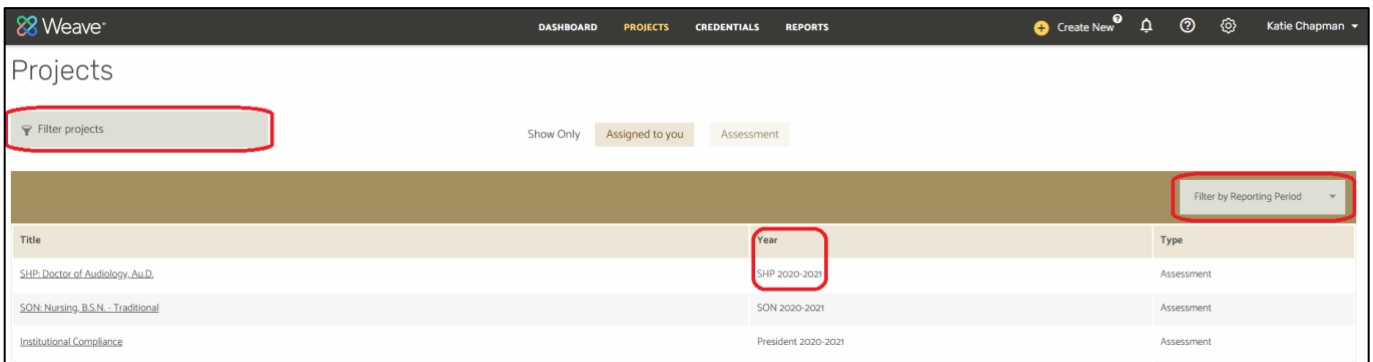 Weave™ DASHBOARD PROJECTS CREDENTIALS REPORTS + Create New ? ? Katie Chapman
Projects
Filter projects Show Only Assigned to you Assessment
Filter by Reporting Period
Title Year Type
SHP: Doctor of Audiology, Au.D. SHP 2020-2021 Assessment
SON: Nursing, B.S.N. - Traditional SON 2020-2021 Assessment
Institutional Compliance President 2020-2021 Assessment